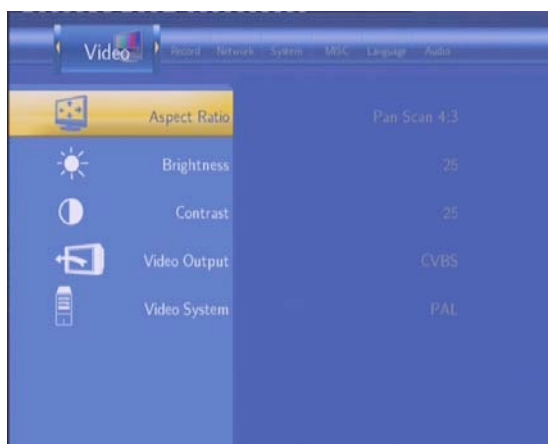 Video Record Network System MISC Language Audio
Aspect Ratio Pan Scan 4:3
Brightness 25
Contrast 25
Video Output CVBS
Video System PAL